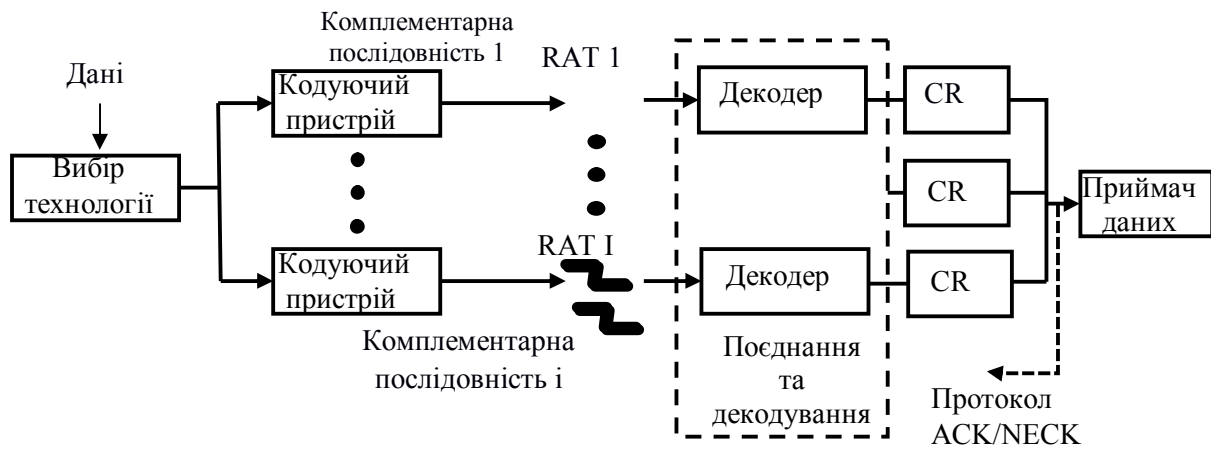 Комплементарна
послідовність 1
Дані
RAT 1
Кодуючий
пристрій
Декодер
CR
Вибір
технології
CR
Приймач
даних
RAT I
Кодуючий
пристрій
Декодер
CR
Комплементарна
послідовність i
Поєднання
та
декодування
Протокол
ACK/NECK